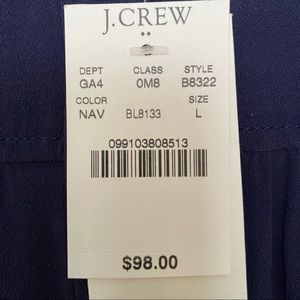 J.CREW
DEPT CLASS STYLE
GA4 0M8 B8322
COLOR SIZE
NAV BL8133 L
099103808513
$98.00